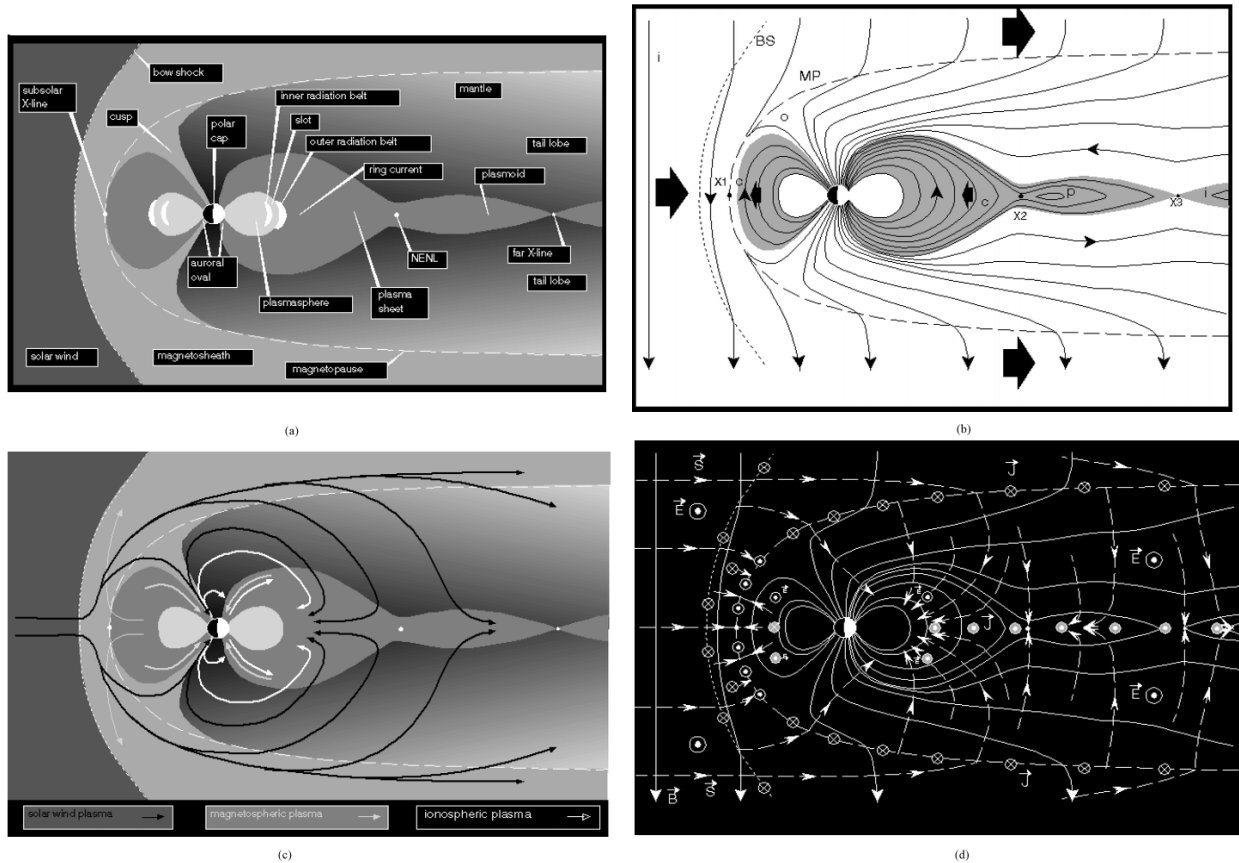 bow shock
subsolar
X-line
cusp
polar
cap
inner radiation belt
slot
outer radiation belt
ring current
mantle
tail lobe
plasmoid
auroral
oval
plasmasphere
plasma
sheet
NENL
far X-line
tail lobe
solar wind
magnetosheath
magnetopause
(a)
i
BS
MP
o
X1
c
c
X2
p
X3
i
(b)
solar wind plasma
magnetospheric plasma
ionospheric plasma
(c)
S
J
E
E
J
E
E
B
S
J
(d)